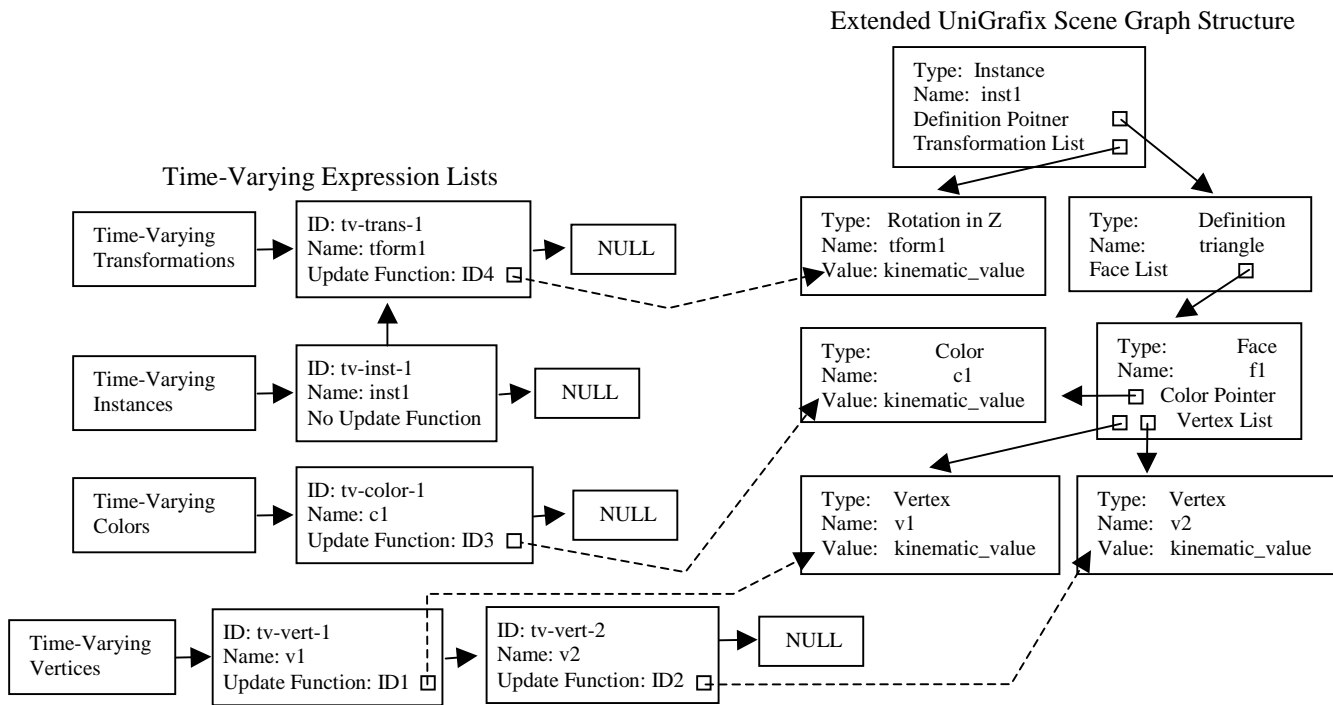 Extended UniGrafix Scene Graph Structure
Type: Instance
Name: inst1
Definition Poitner
Transformation List
Time-Varying Expression Lists
Time-Varying
Transformations
ID: tv-trans-1
Name: tform1
Update Function: ID4
NULL
Type: Rotation in Z
Name: tform1
Value: kinematic_value
Type: Definition
Name: triangle
Face List
Time-Varying
Instances
ID: tv-inst-1
Name: inst1
No Update Function
NULL
Type: Color
Name: c1
Value: kinematic_value
Type: Face
Name: f1
Color Pointer
Vertex List
Time-Varying
Colors
ID: tv-color-1
Name: c1
Update Function: ID3
NULL
Type: Vertex
Name: v1
Value: kinematic_value
Type: Vertex
Name: v2
Value: kinematic_value
Time-Varying
Vertices
ID: tv-vert-1
Name: v1
Update Function: ID1
ID: tv-vert-2
Name: v2
Update Function: ID2
NULL